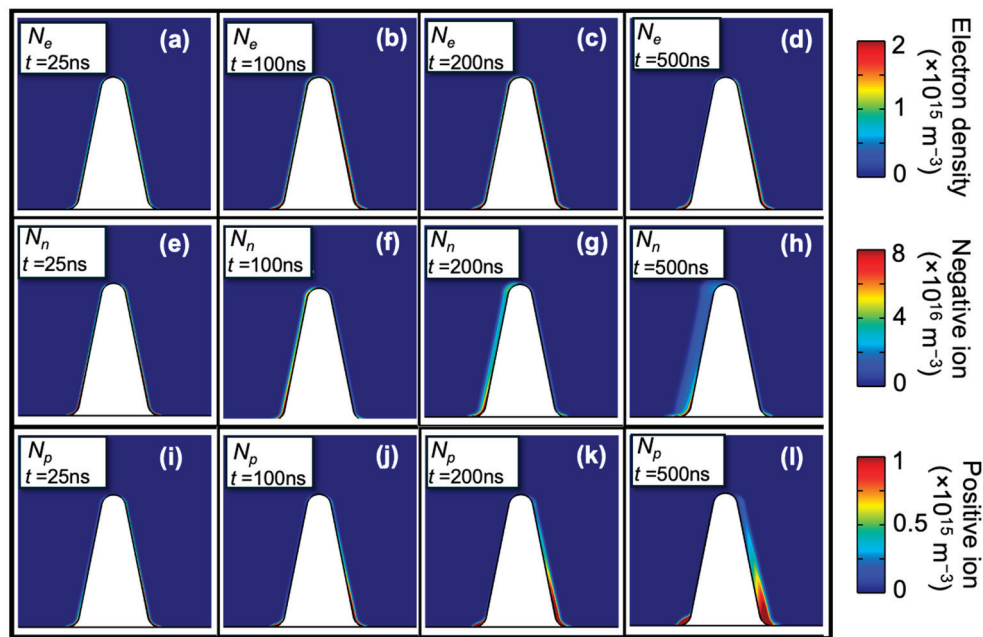 Nₑ (a)
t =25ns
Nₑ (b)
t =100ns
Nₑ (c)
t =200ns
Nₑ (d)
t =500ns
2
1
0
Electron density
(×10¹⁵ m⁻³)
Nₙ (e)
t =25ns
Nₙ (f)
t =100ns
Nₙ (g)
t =200ns
Nₙ (h)
t =500ns
8
4
0
Negative ion
(×10¹⁶ m⁻³)
Nₚ (i)
t =25ns
Nₚ (j)
t =100ns
Nₚ (k)
t =200ns
Nₚ (l)
t =500ns
1
0.5
0
Positive ion
(×10¹⁵ m⁻³)